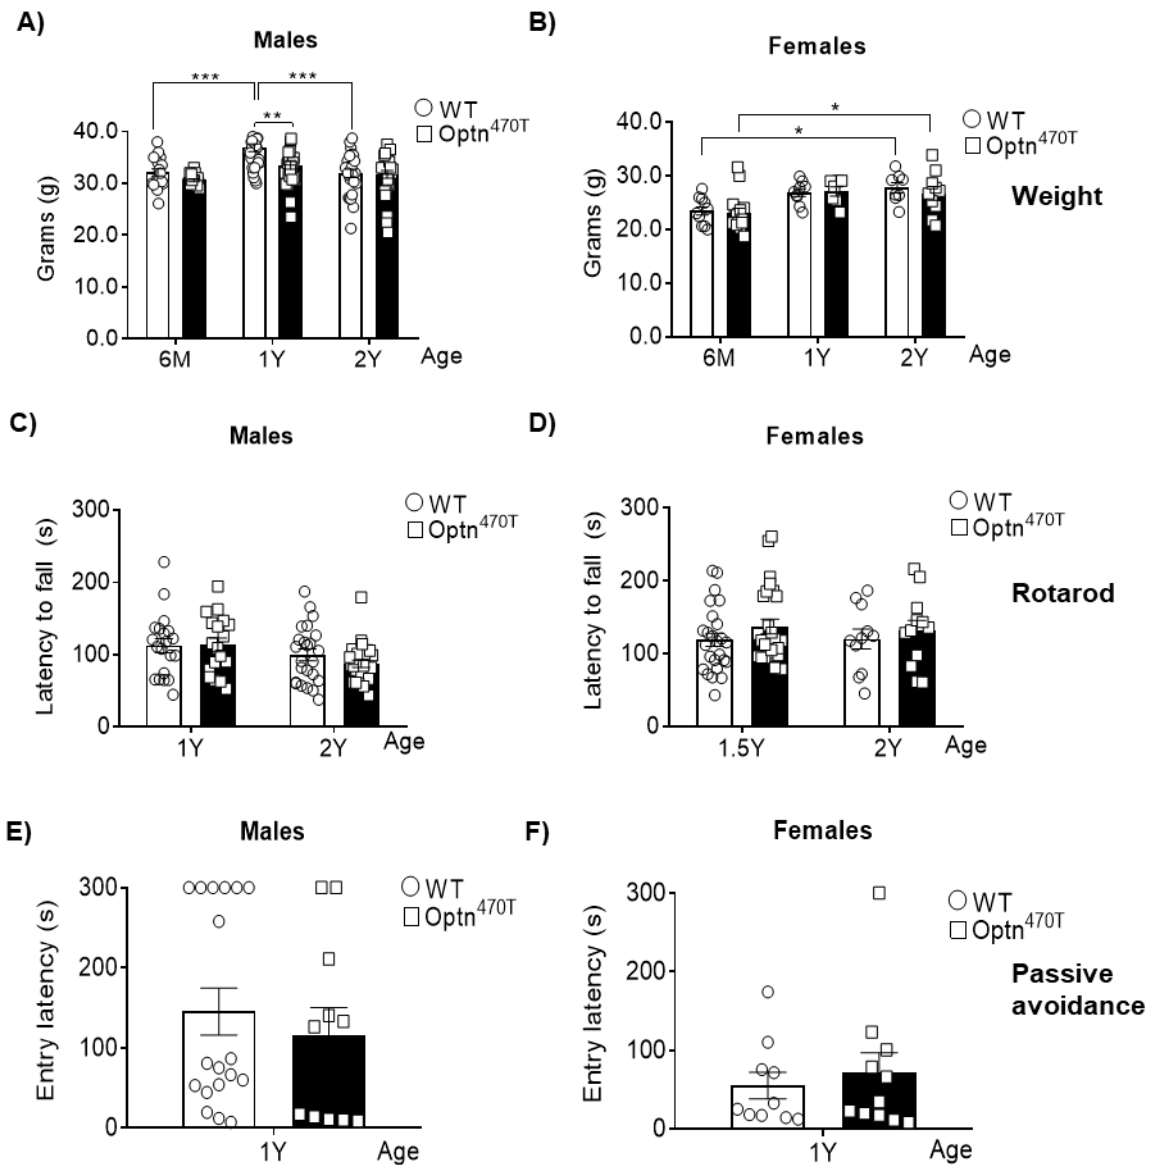 A)
Males
***
***
**
WT
Optn470T
40.0
30.0
20.0
10.0
0.0
Grams (g)
6M
1Y
2Y
Age
B)
Females
*
*
WT
Optn470T
40.0
30.0
20.0
10.0
0.0
Grams (g)
6M
1Y
2Y
Age
Weight
C)
Males
WT
Optn470T
300
200
100
0
Latency to fall (s)
1Y
2Y
Age
D)
Females
WT
Optn470T
300
200
100
0
Latency to fall (s)
1.5Y
2Y
Age
Rotarod
E)
Males
WT
Optn470T
300
200
100
0
Entry latency (s)
1Y
Age
F)
Females
WT
Optn470T
300
200
100
0
Entry latency (s)
1Y
Age
Passive
avoidance